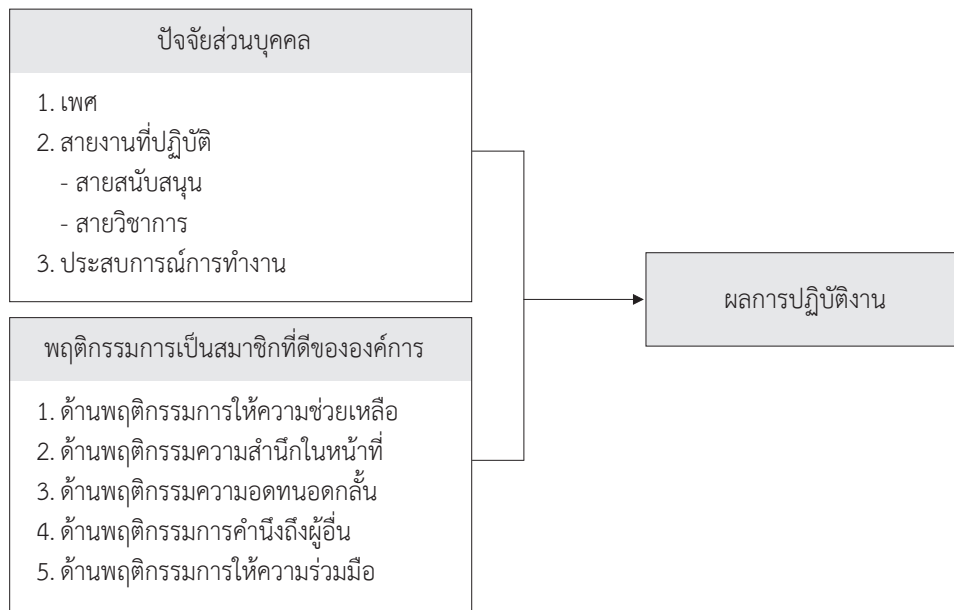 ปัจจัยส่วนบุคคล
1. เพศ
2. สายงานที่ปฏิบัติ
- สายสนับสนุน
- สายวิชาการ
3. ประสบการณ์การทำงาน
พฤติกรรมการเป็นสมาชิกที่ดีขององค์การ
1. ด้านพฤติกรรมการให้ความช่วยเหลือ
2. ด้านพฤติกรรมความสำนึกในหน้าที่
3. ด้านพฤติกรรมความอดทนอดกลั้น
4. ด้านพฤติกรรมการคำนึงถึงผู้อื่น
5. ด้านพฤติกรรมการให้ความร่วมมือ
ผลการปฏิบัติงาน